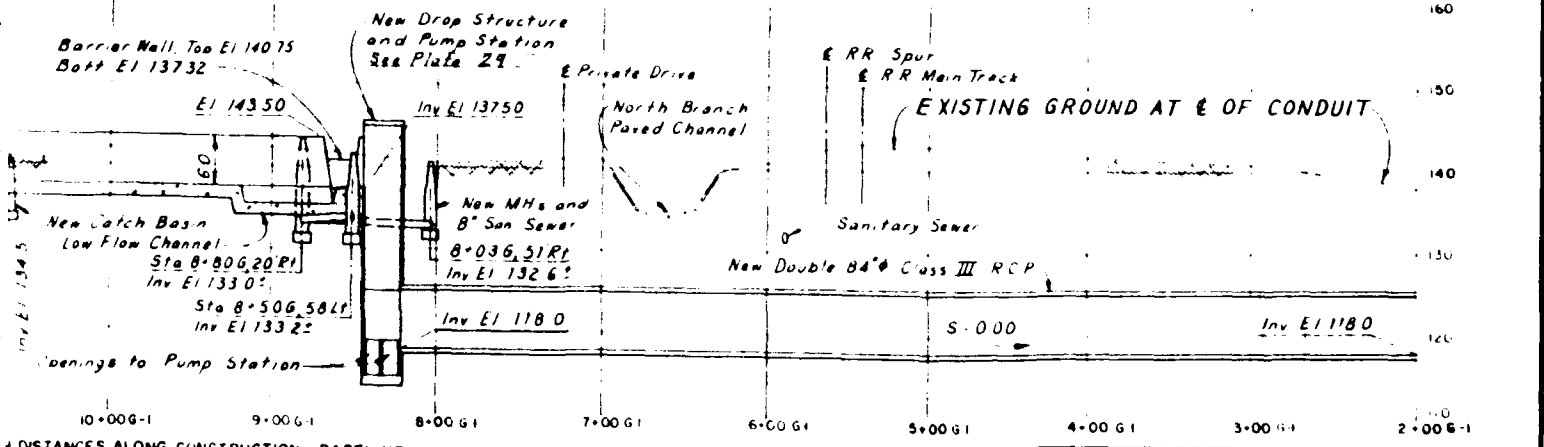 160
New Drop Structure
and Pump Station
See Plate 29
Barrier Wall, Top El 140.75
Bott El 137.32
℄ RR Spur
℄ RR Main Track
℄ Private Drive
150
El 143.50
Inv El 137.50
North Branch
Paved Channel
EXISTING GROUND AT ℄ OF CONDUIT
60
140
New Catch Basin
Low Flow Channel
New MHs and
8" San Sewer
Sanitary Sewer
Inv El 134.5
Sta 8+80G, 20' Rt
Inv El 133.0±
8+03G, 51' Rt
Inv El 132.6±
130
New Double 84"Φ Class III RCP
Sta 8+50G, 58 Lt
Inv El 133.2±
Inv El 118.0
S=0.00
Inv El 118.0
120
Openings to Pump Station
10+00G-1
9+00G-1
8+00G-1
7+00G-1
6+00G-1
5+00G-1
4+00G-1
3+00G-1
2+00G-1
DISTANCES ALONG CONSTRUCTION